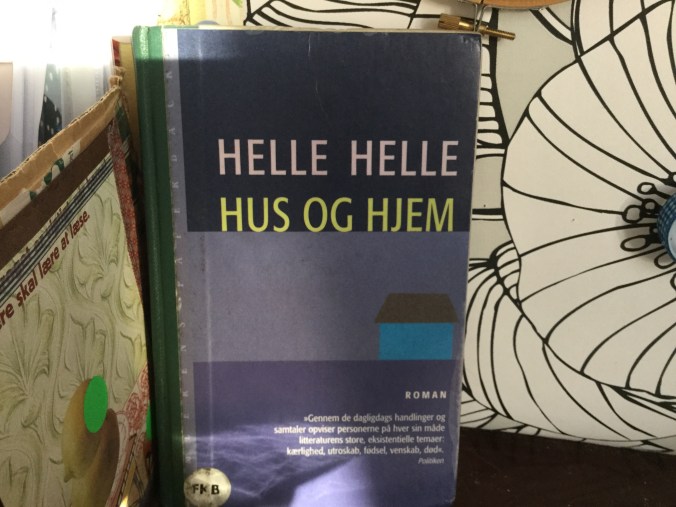 HELLE HELLE
HUS OG HJEM
ROMAN
»Gennem de dagligdags handlinger og
samtaler opviser personerne på hver sin måde
litteraturens store, eksistentielle temaer:
kærlighed, utroskab, fødsel, venskab, død«.
Politiken
FKB
skal lære at læse.